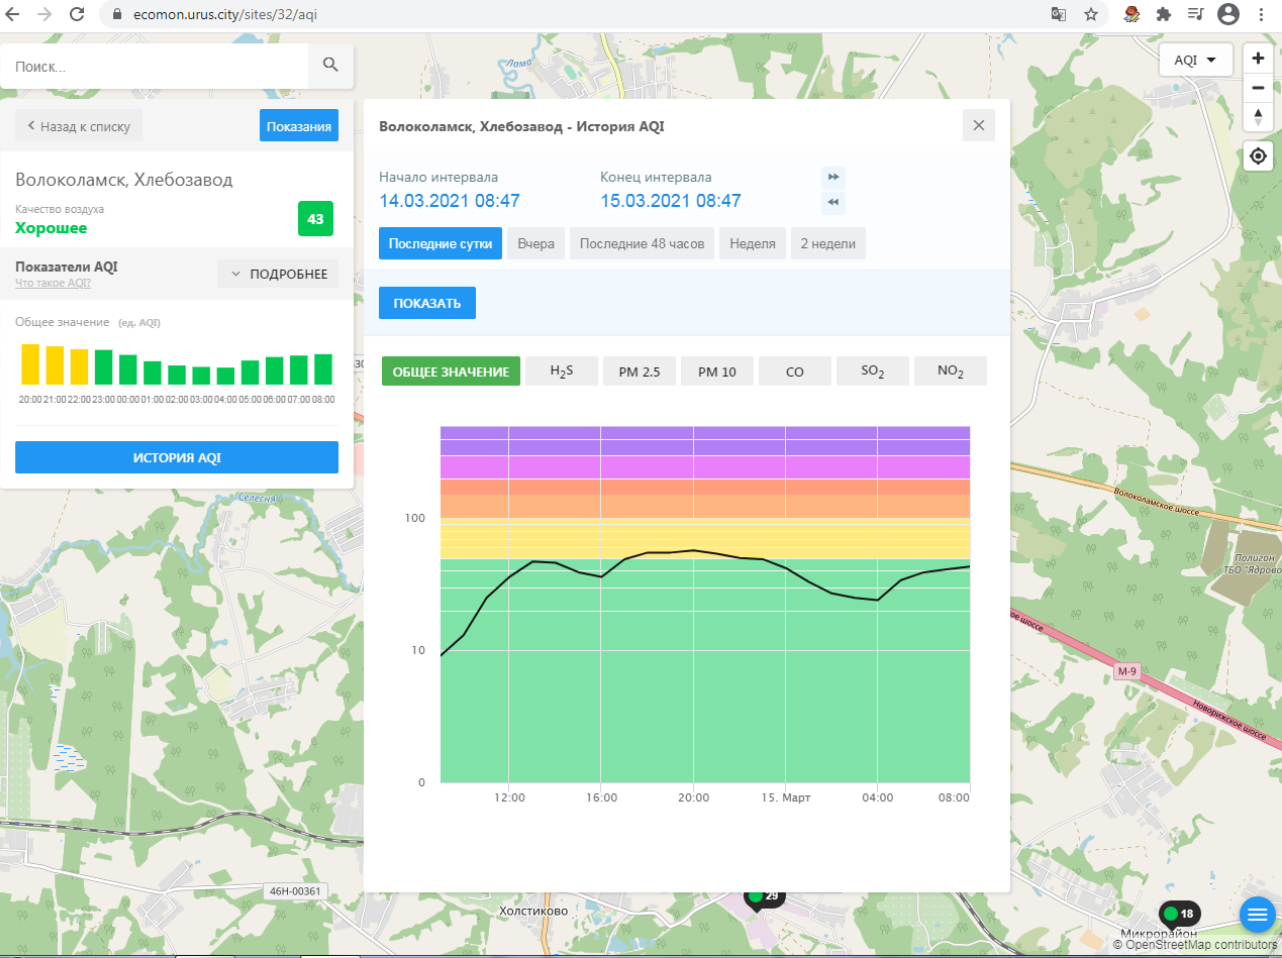 ecomon.urus.city/sites/32/aqi
Поиск...
AQI
Назад к списку
Показания
Волоколамск, Хлебозавод
Качество воздуха
Хорошее
43
Показатели AQI
Что такое AQI?
ПОДРОБНЕЕ
Общее значение (ед. AQI)
20:00 21:00 22:00 23:00 00:00 01:00 02:00 03:00 04:00 05:00 06:00 07:00 08:00
ИСТОРИЯ AQI
Волоколамск, Хлебозавод - История AQI
Начало интервала
14.03.2021 08:47
Конец интервала
15.03.2021 08:47
Последние сутки
Вчера
Последние 48 часов
Неделя
2 недели
ПОКАЗАТЬ
ОБЩЕЕ ЗНАЧЕНИЕ
H2S
PM 2.5
PM 10
CO
SO2
NO2
100
10
0
12:00
16:00
20:00
15. Март
04:00
08:00
Лама
Селесня
Волоколамское шоссе
Полигон
ТБО "Ядрово
шоссе
М-9
Новорижское шоссе
46Н-00361
Холстиково
29
18
Микрорайон
© OpenStreetMap contributors